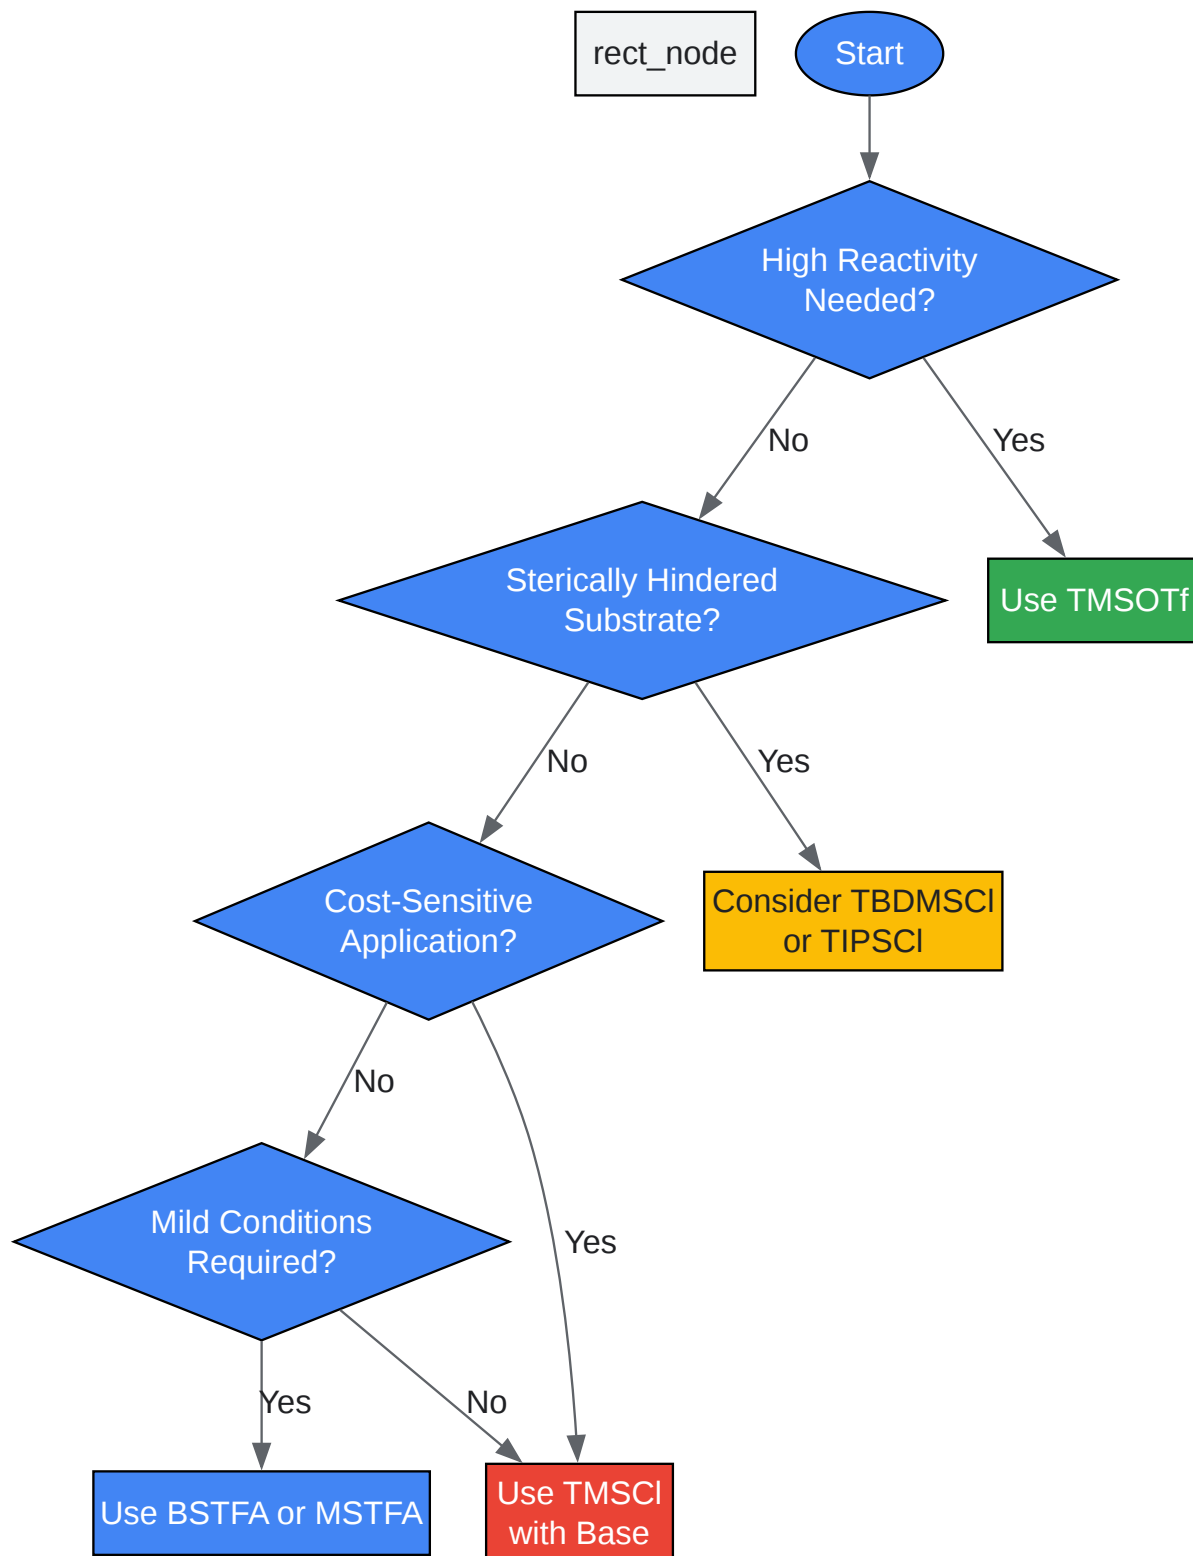 rect_node
Start
High Reactivity
Needed?
No
Yes
Sterically Hindered
Substrate?
Use TMSOTf
No
Yes
Cost-Sensitive
Application?
Consider TBDMSCl
or TIPSCl
No
Mild Conditions
Required?
Yes
Yes
No
Use BSTFA or MSTFA
Use TMSCl
with Base